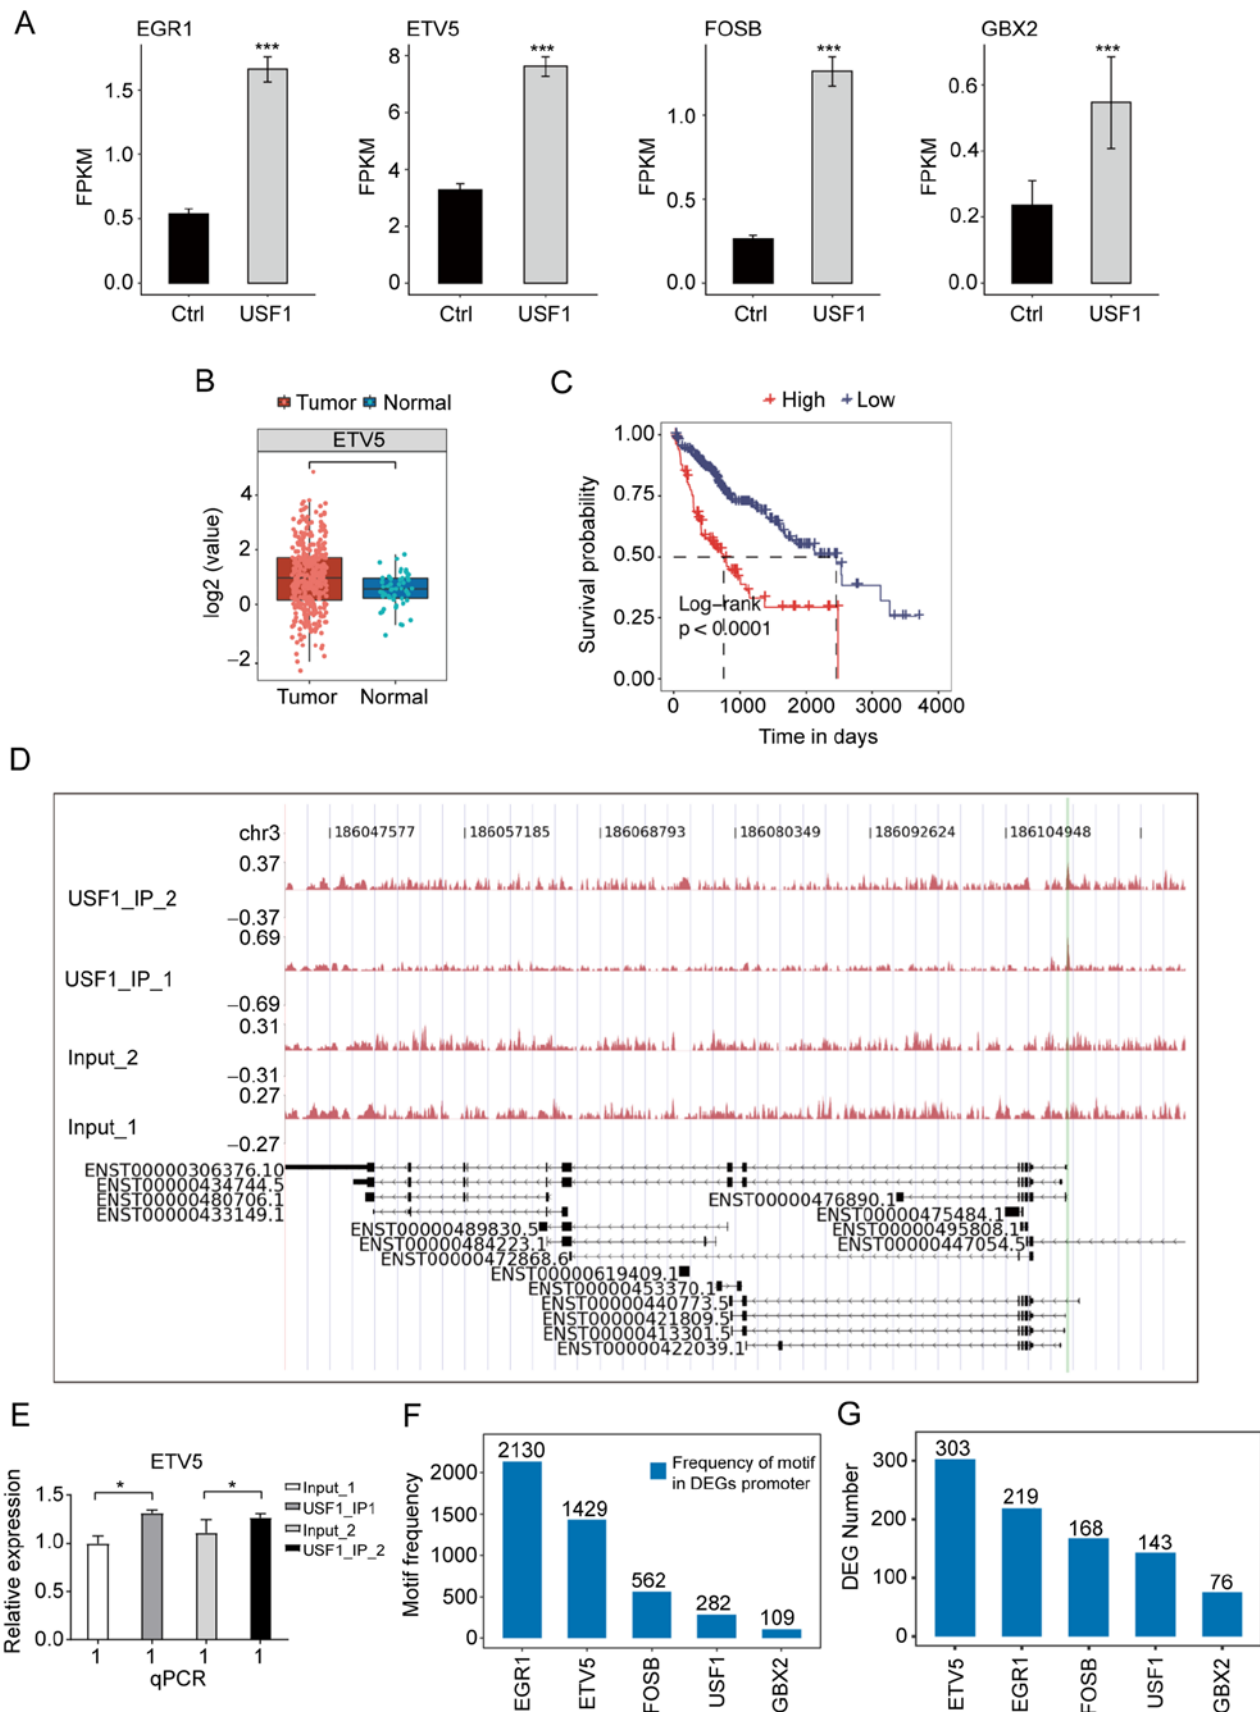 A
EGR1
ETV5
FOSB
GBX2
***
***
***
***
FPKM
1.5
1.0
0.5
0.0
Ctrl
USF1
FPKM
8
6
4
2
0
Ctrl
USF1
FPKM
1.0
0.5
0.0
Ctrl
USF1
FPKM
0.6
0.4
0.2
0.0
Ctrl
USF1
B
Tumor Normal
ETV5
log2 (value)
4
2
0
−2
Tumor
Normal
C
High Low
Survival probability
1.00
0.75
0.50
0.25
0.00
Log−rank
p < 0.0001
0
1000
2000
3000
4000
Time in days
D
chr3
|186047577
|186057185
|186068793
|186080349
|186092624
|186104948
|
0.37
USF1_IP_2
−0.37
0.69
USF1_IP_1
−0.69
0.31
Input_2
−0.31
0.27
Input_1
−0.27
ENST00000306376.10
ENST00000434744.5
ENST00000480706.1
ENST00000476890.1
ENST00000433149.1
ENST00000475484.1
ENST00000489830.5
ENST00000495808.1
ENST00000484223.1
ENST00000447054.5
ENST00000472868.6
ENST00000619409.1
ENST00000453370.1
ENST00000440773.5
ENST00000421809.5
ENST00000413301.5
ENST00000422039.1
E
ETV5
Relative expression
1.5
1.0
0.5
0.0
*
*
1
1
1
1
qPCR
Input_1
USF1_IP1
Input_2
USF1_IP_2
F
Motif frequency
2000
1500
1000
500
0
2130
1429
562
282
109
Frequency of motif
in DEGs promoter
EGR1
ETV5
FOSB
USF1
GBX2
G
DEG Number
300
200
100
0
303
219
168
143
76
ETV5
EGR1
FOSB
USF1
GBX2